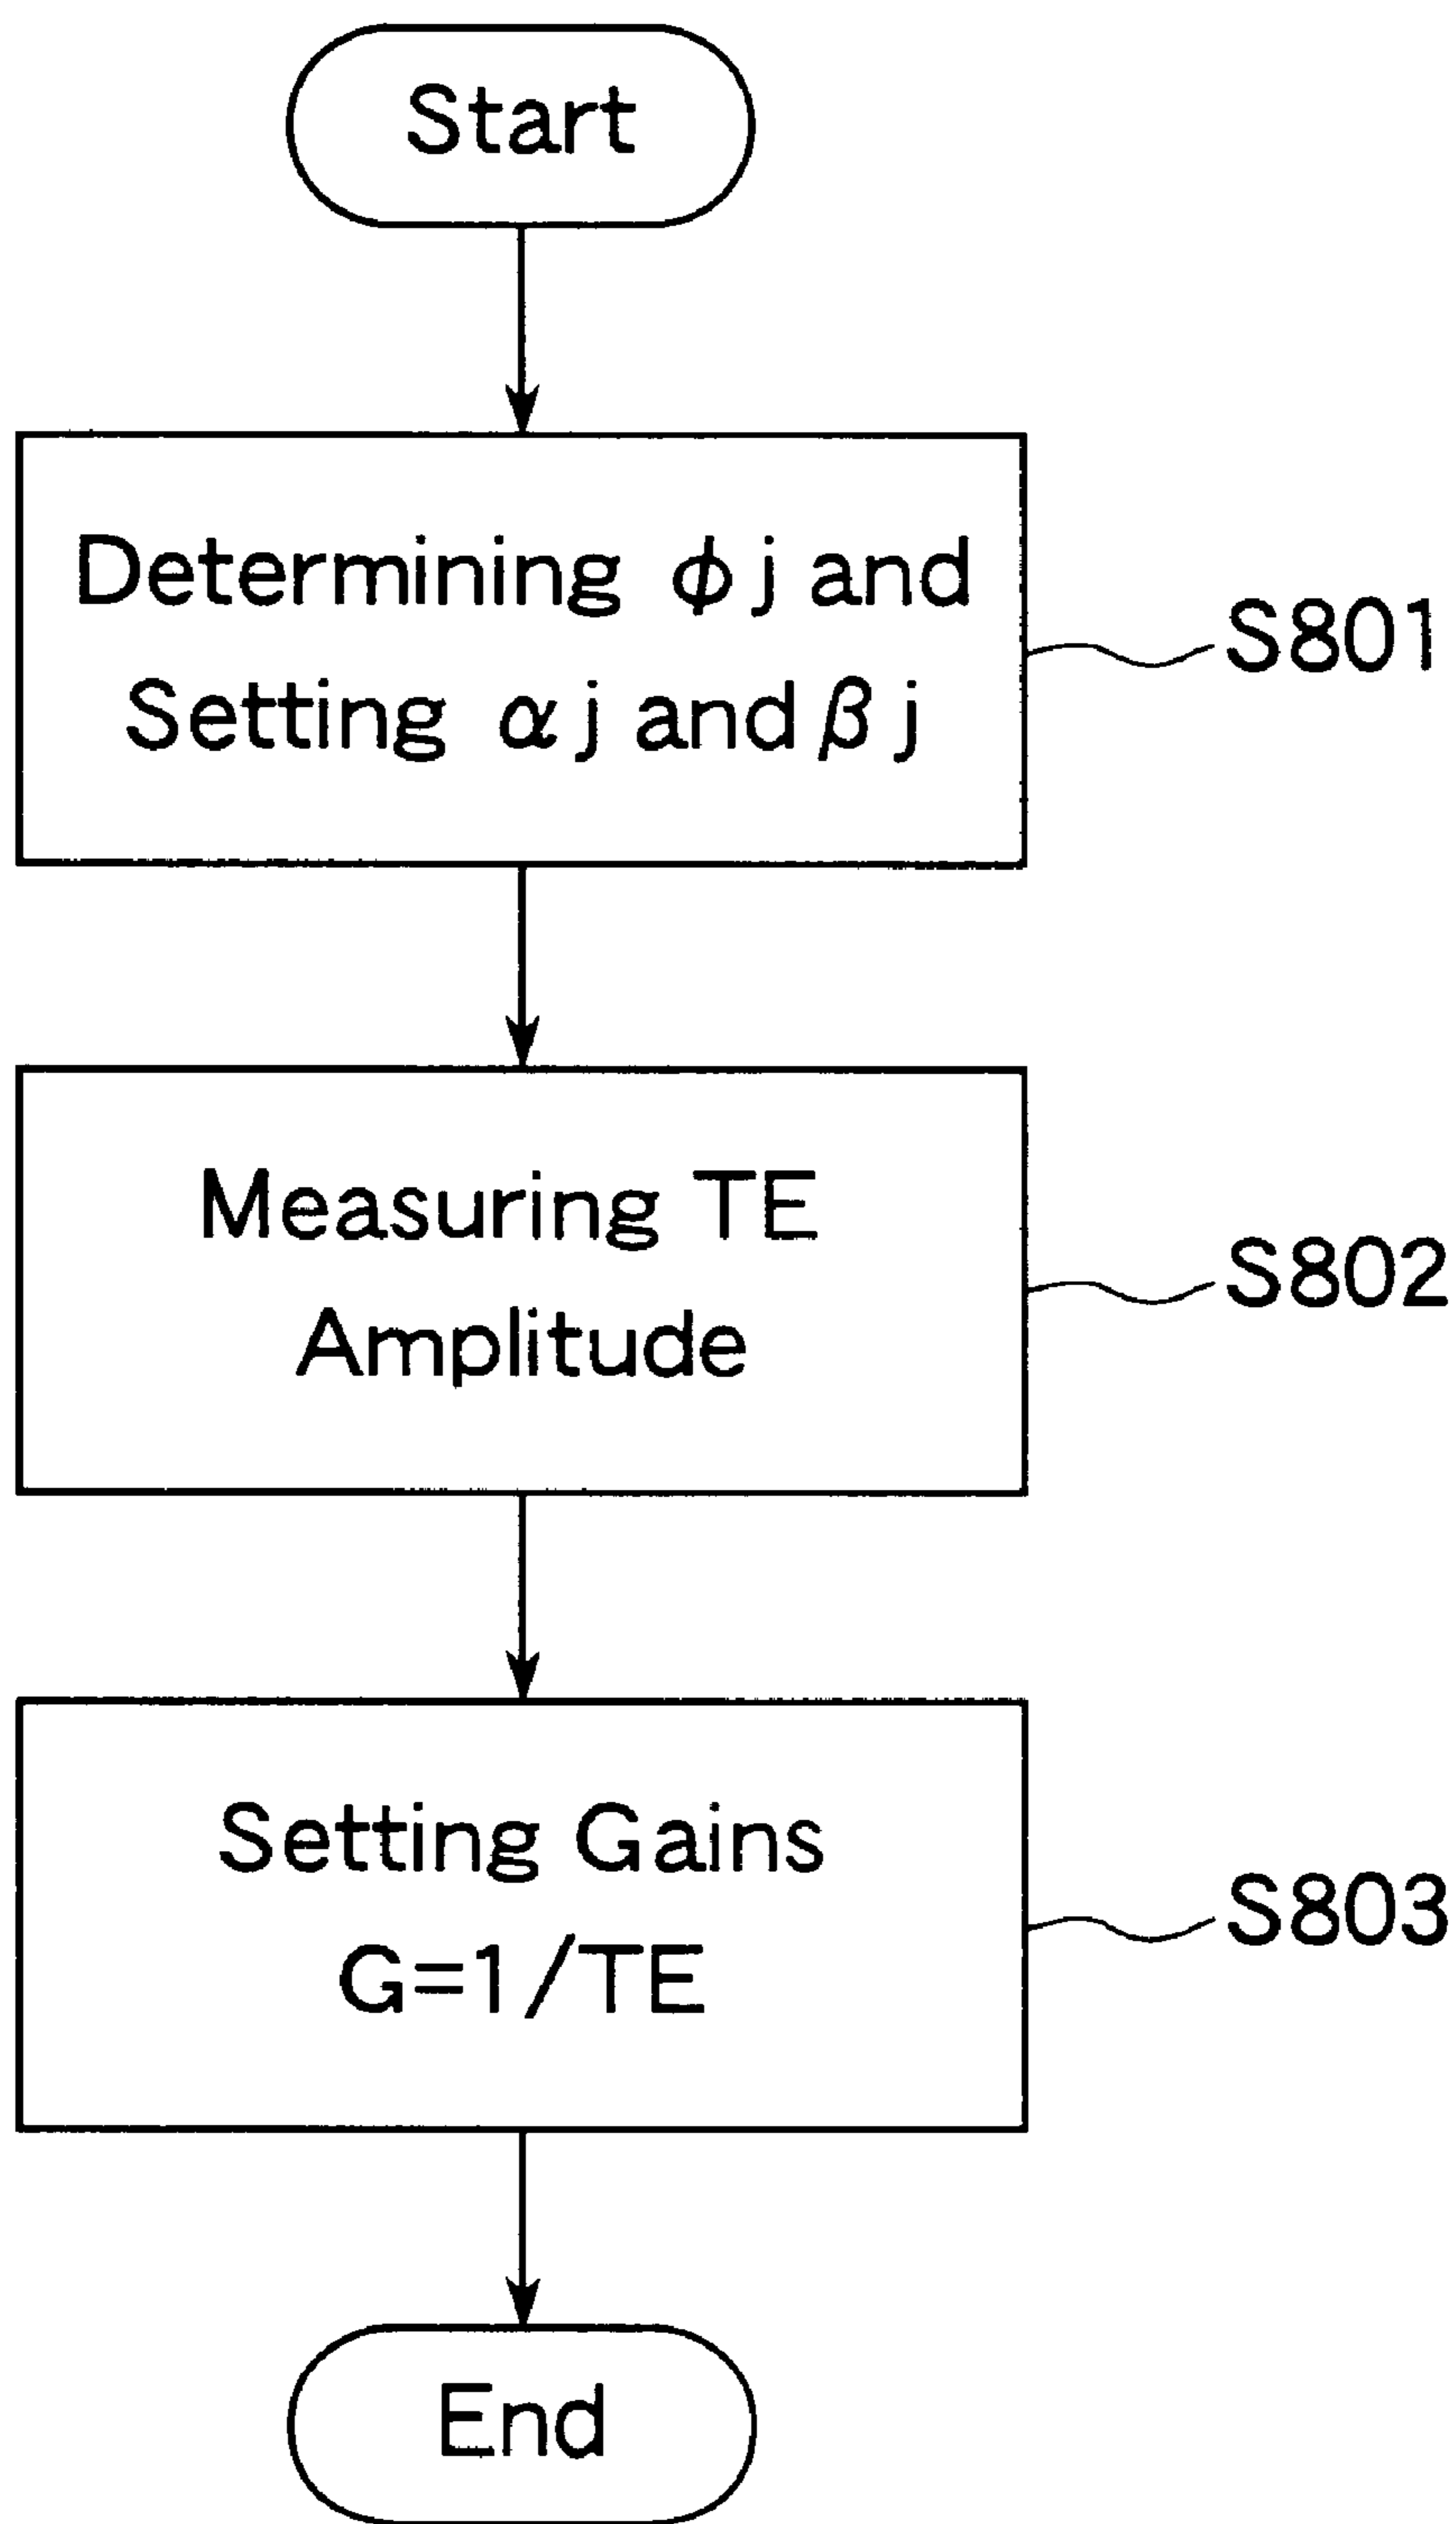 Start
Determining φj and
Setting αj and βj
S801
Measuring TE
Amplitude
S802
Setting Gains
G=1/TE
S803
End